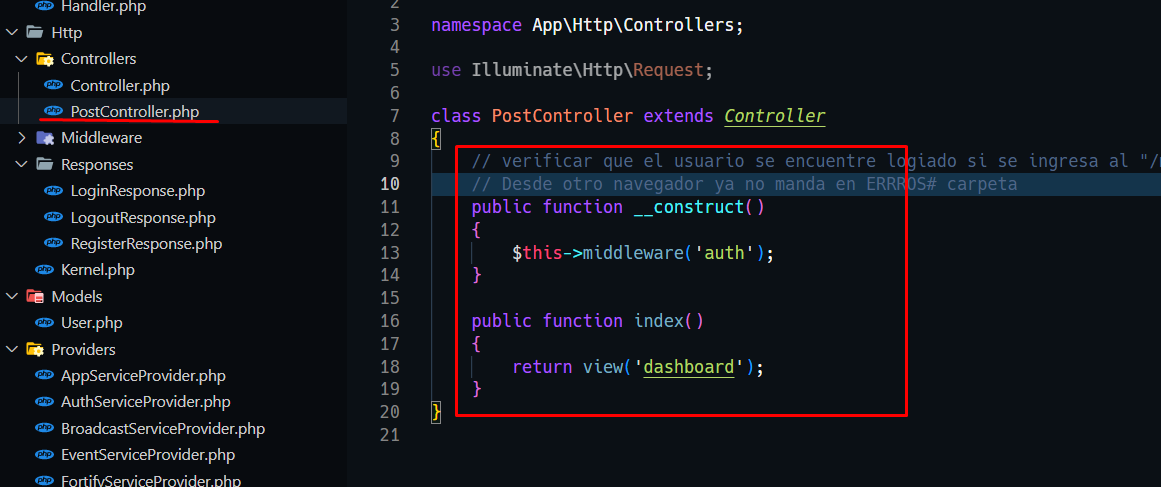 Handler.php
Http
Controllers
Controller.php
PostController.php
Middleware
Responses
LoginResponse.php
LogoutResponse.php
RegisterResponse.php
Kernel.php
Models
User.php
Providers
AppServiceProvider.php
AuthServiceProvider.php
BroadcastServiceProvider.php
EventServiceProvider.php
FortifyServiceProvider.php
2
3 namespace App\Http\Controllers;
4
5 use Illuminate\Http\Request;
6
7 class PostController extends Controller
8 {
9 // verificar que el usuario se encuentre logiado si se ingresa al "/
10 // Desde otro navegador ya no manda en ERRROS# carpeta
11 public function __construct()
12 {
13 $this->middleware('auth');
14 }
15
16 public function index()
17 {
18 return view('dashboard');
19 }
20 }
21